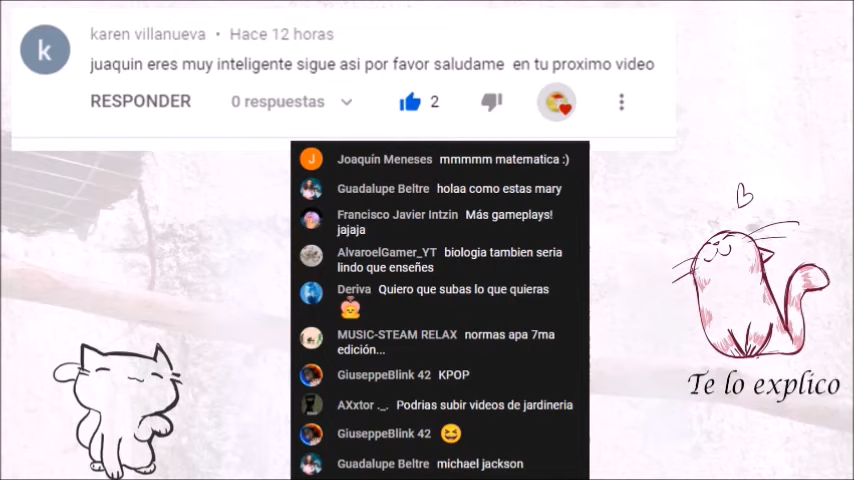 karen villanueva • Hace 12 horas
juaquin eres muy inteligente sigue asi por favor saludame en tu proximo video
RESPONDER 0 respuestas 2
k
J
Joaquín Meneses mmmmm matematica :)
Guadalupe Beltre holaa como estas mary
Francisco Javier Intzin Más gameplays!
jajaja
AlvaroelGamer_YT biologia tambien seria
lindo que enseñes
Deriva Quiero que subas lo que quieras
MUSIC-STEAM RELAX normas apa 7ma
edición...
GiuseppeBlink 42 KPOP
AXxtor ._. Podrias subir videos de jardineria
GiuseppeBlink 42
Guadalupe Beltre michael jackson
Te lo explico